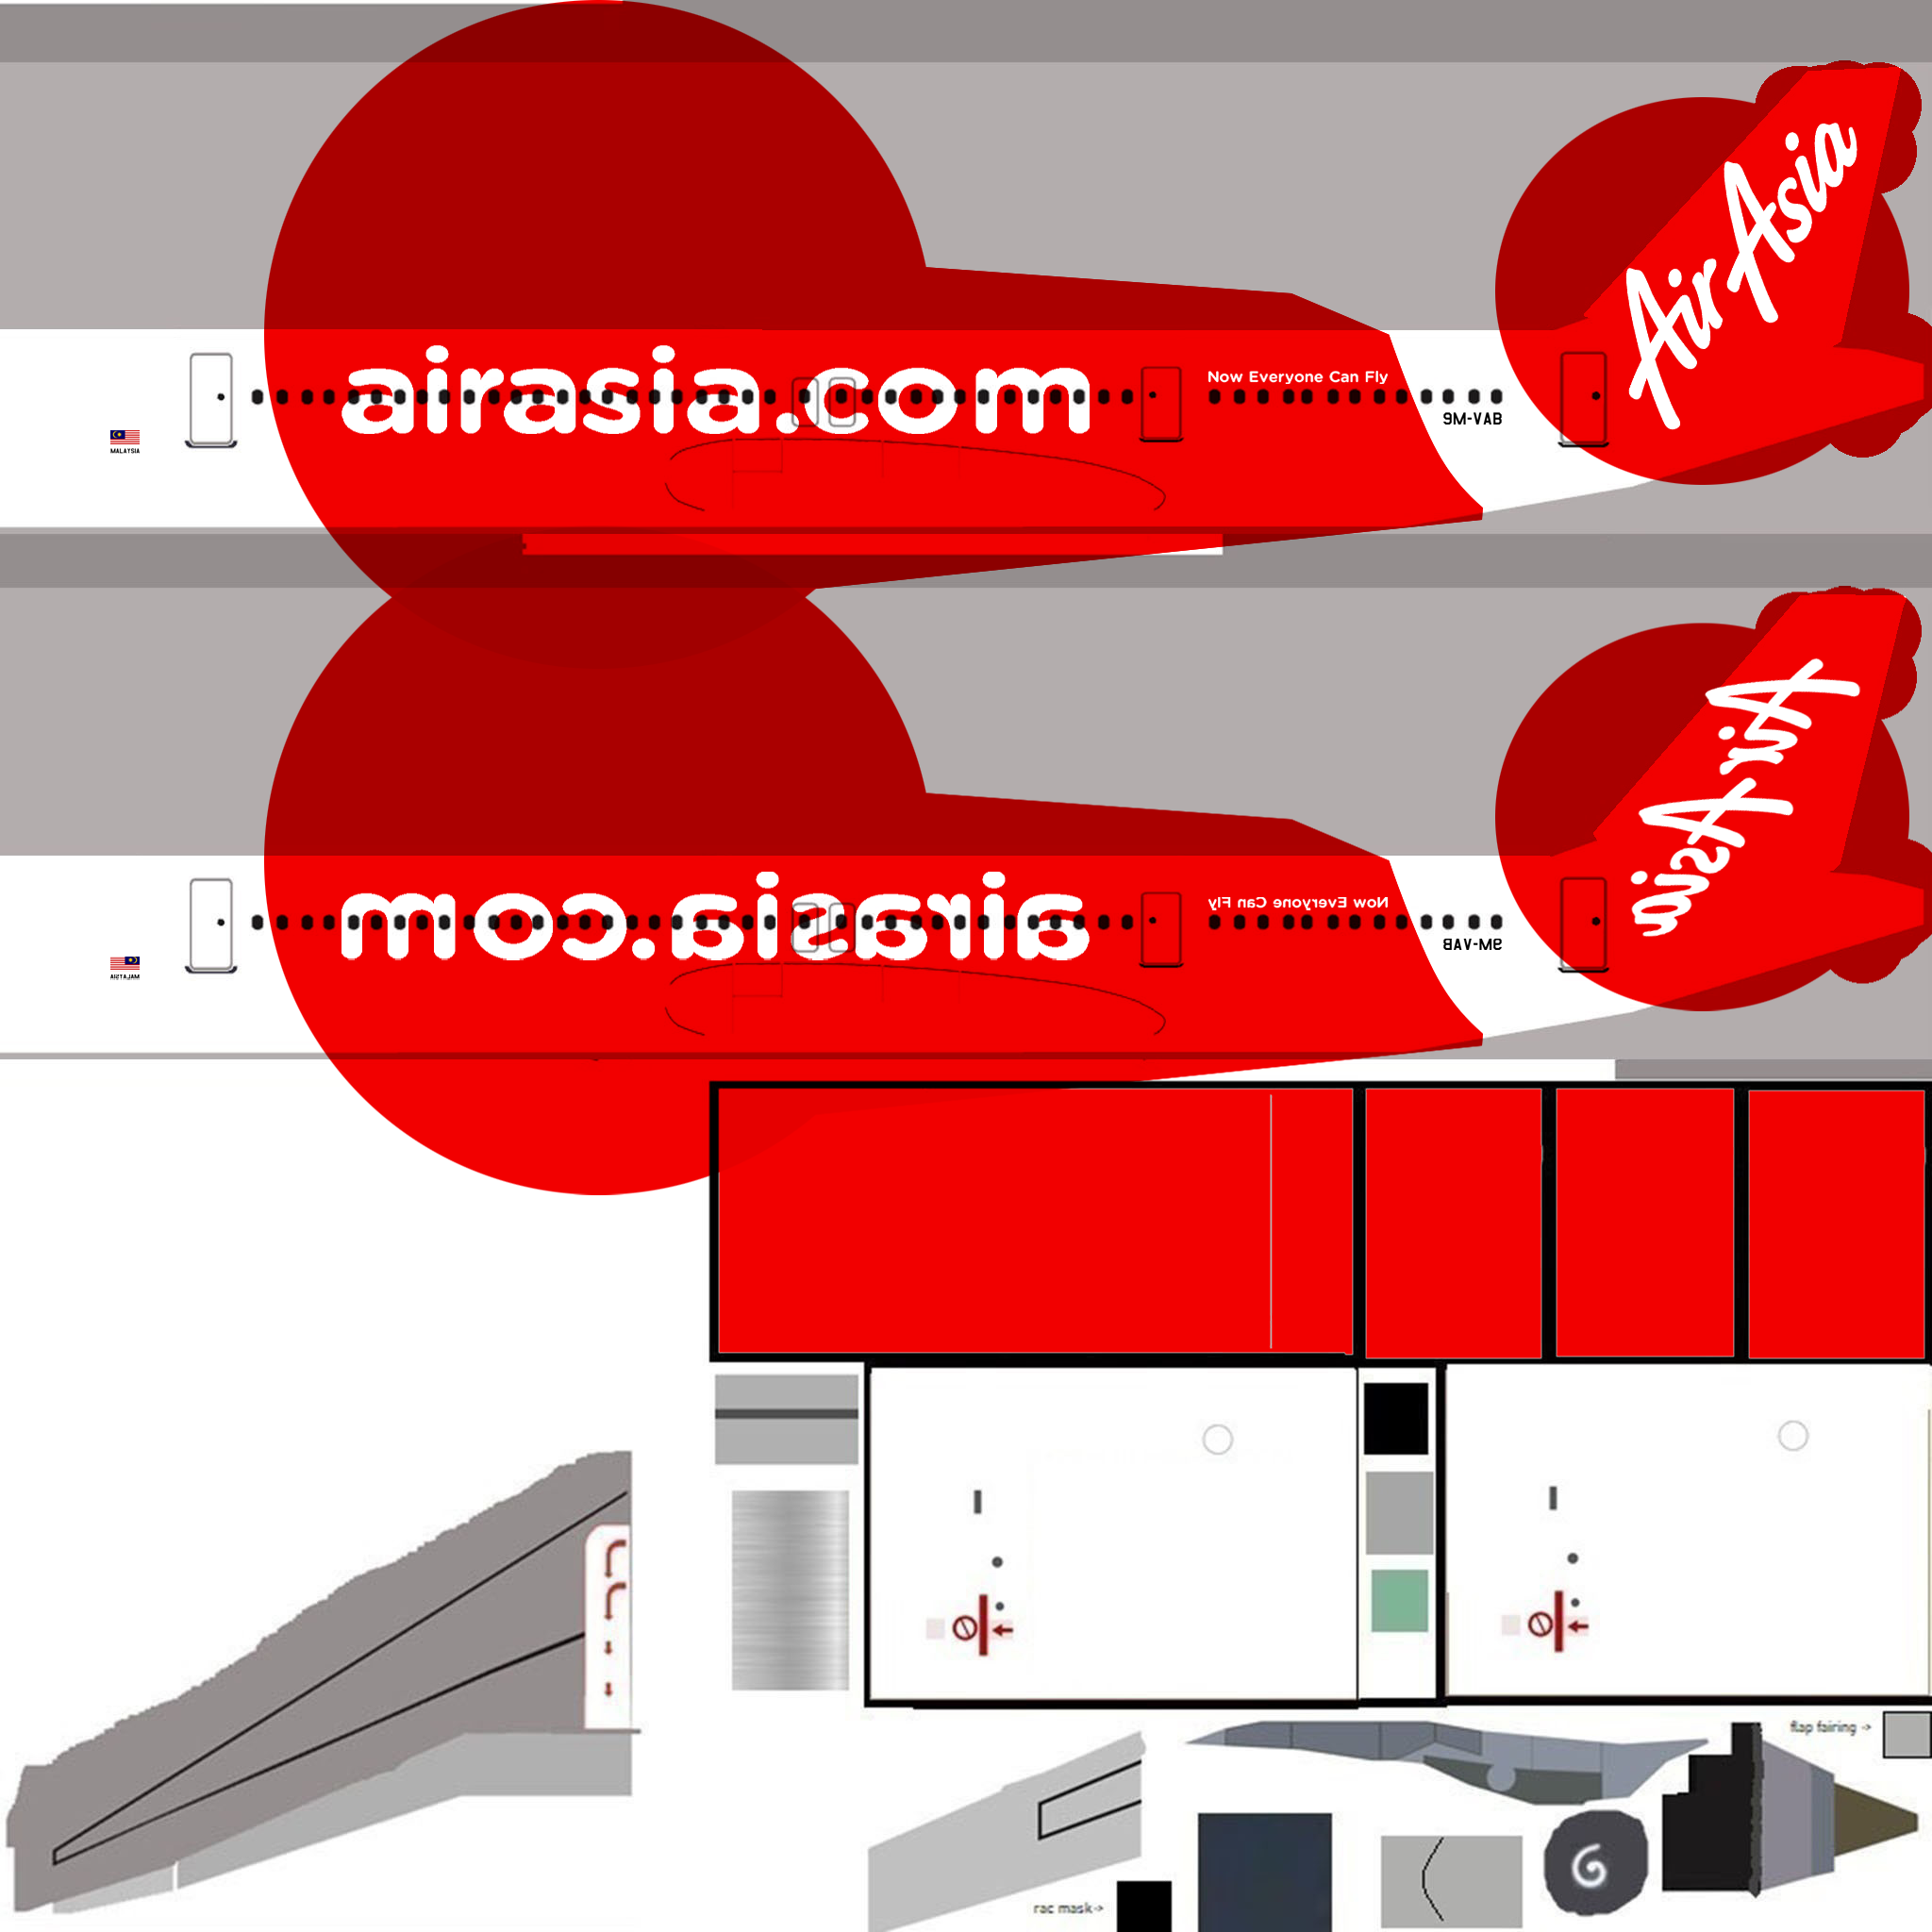 AirAsia
airasia.com
Now Everyone Can Fly
9M-VAB
MALAYSIA
AirAsia
airasia.com
Now Everyone Can Fly
9M-VAB
MALAYSIA
flap fairing ->
rac mask->